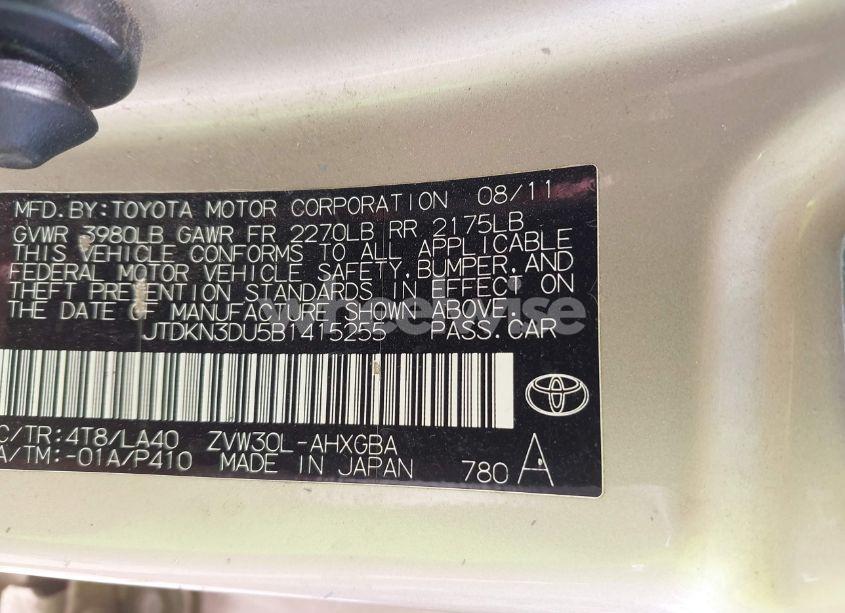 MFD. BY: TOYOTA MOTOR CORPORATION 08/11
GVWR 3980LB GAWR FR 2270LB RR 2175LB
THIS VEHICLE CONFORMS TO ALL APPLICABLE
FEDERAL MOTOR VEHICLE SAFETY, BUMPER, AND
THEFT PREVENTION STANDARDS IN EFFECT ON
THE DATE OF MANUFACTURE SHOWN ABOVE.
JTDKN3DU5B1415255 PASS. CAR
C/TR: 4T8/LA40 ZVW30L-AHXGBA
A/TM: -01A/P410 MADE IN JAPAN 780 A